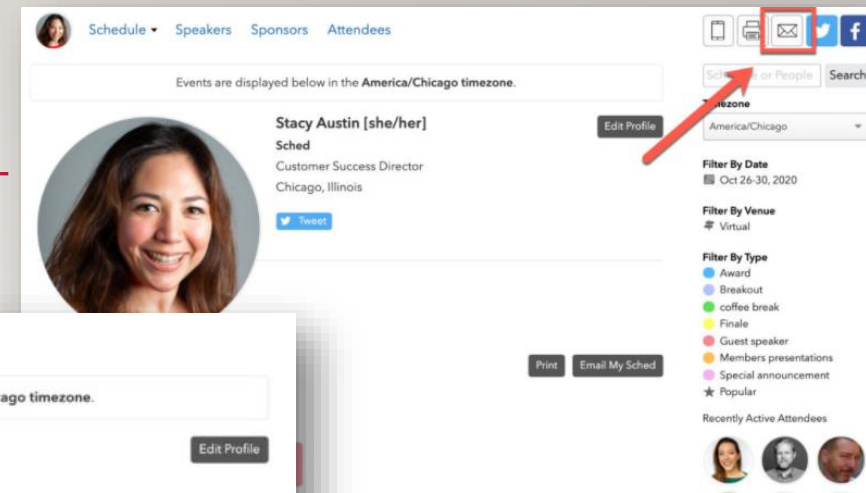 Schedule Speakers Sponsors Attendees
Events are displayed below in the America/Chicago timezone.
Stacy Austin [she/her]
Edit Profile
Sched
Customer Success Director
Chicago, Illinois
Tweet
Print Email My Sched
or People Search
Timezone
America/Chicago
Filter By Date
Oct 26-30, 2020
Filter By Venue
Virtual
Filter By Type
Award
Breakout
coffee break
Finale
Guest speaker
Members presentations
Special announcement
Popular
Recently Active Attendees
ago timezone.
Edit Profile